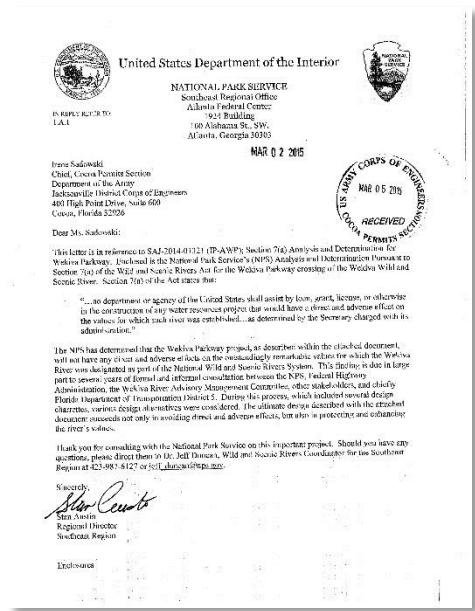 United States Department of the Interior
NATIONAL PARK SERVICE
Southeast Regional Office
Atlanta Federal Center
1924 Building
100 Alabama St., SW.
Atlanta, Georgia 30303
NATIONAL
PARK
SERVICE
IN REPLY REFER TO:
MAR 02 2015
Irene Sadowski
Chief, Cocoa Permits Section
Department of the Army
Jacksonville District Corps of Engineers
400 High Point Drive, Suite 600
Cocoa, Florida 32926
US ARMY CORPS OF ENGINEERS
MAR 05 2015
RECEIVED
COCOA PERMITS SECTION
Dear Ms. Sadowski:
This letter is in reference to (IP-AWP); Section 7(a) Analysis and Determination for
Wekiva Parkway. Enclosed is the National Park Service's (NPS) Analysis and Determination Pursuant to
Section 7(a) of the Wild and Scenic Rivers Act for the Wekiva Parkway crossing of the Wekiva Wild and
Scenic River. Section 7(a) of the Act states that:
"…no department or agency of the United States shall assist by loan, grant, license, or otherwise
in the construction of any water resources project that would have a direct and adverse effect on
the values for which such river was established…as determined by the Secretary charged with its
administration."
The NPS has determined that the Wekiva Parkway project, as described within the attached document,
will not have any direct and adverse effects on the outstandingly remarkable values for which the Wekiva
River was designated as part of the National Wild and Scenic Rivers System. This finding is due in large
part to several years of formal and informal consultation between the NPS, Federal Highway
Administration, the Wekiva River Advisory Management Committee, other stakeholders, and chiefly
Florida Department of Transportation District 5. During this process, which included several design
charrettes, various design alternatives were considered. The ultimate design described with the attached
document succeeds not only in avoiding direct and adverse effects, but also in protecting and enhancing
the river's values.
Thank you for consulting with the National Park Service on this important project. Should you have any
questions, please direct them to Dr. Jeff Duncan, Wild and Scenic Rivers Coordinator for the Southeast
Region at 423-987-6127 or jeff_duncan@nps.gov.
Sincerely,
Stan Austin
Regional Director
Southeast Region
Enclosures